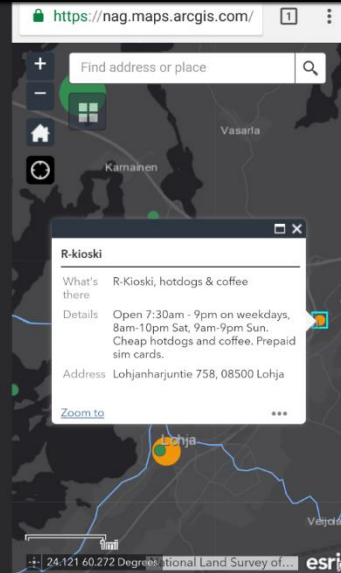 https://nag.maps.arcgis.com/ 1
+ Find address or place
−
Vasarla
Karnainen
R-kioski
What's there R-Kioski, hotdogs & coffee
Details Open 7:30am - 9pm on weekdays,
8am-10pm Sat, 9am-9pm Sun.
Cheap hotdogs and coffee. Prepaid
sim cards.
Address Lohjanharjuntie 758, 08500 Lohja
Zoom to
Lohja
1mi
24.121 60.272 Degrees ational Land Survey of... esri